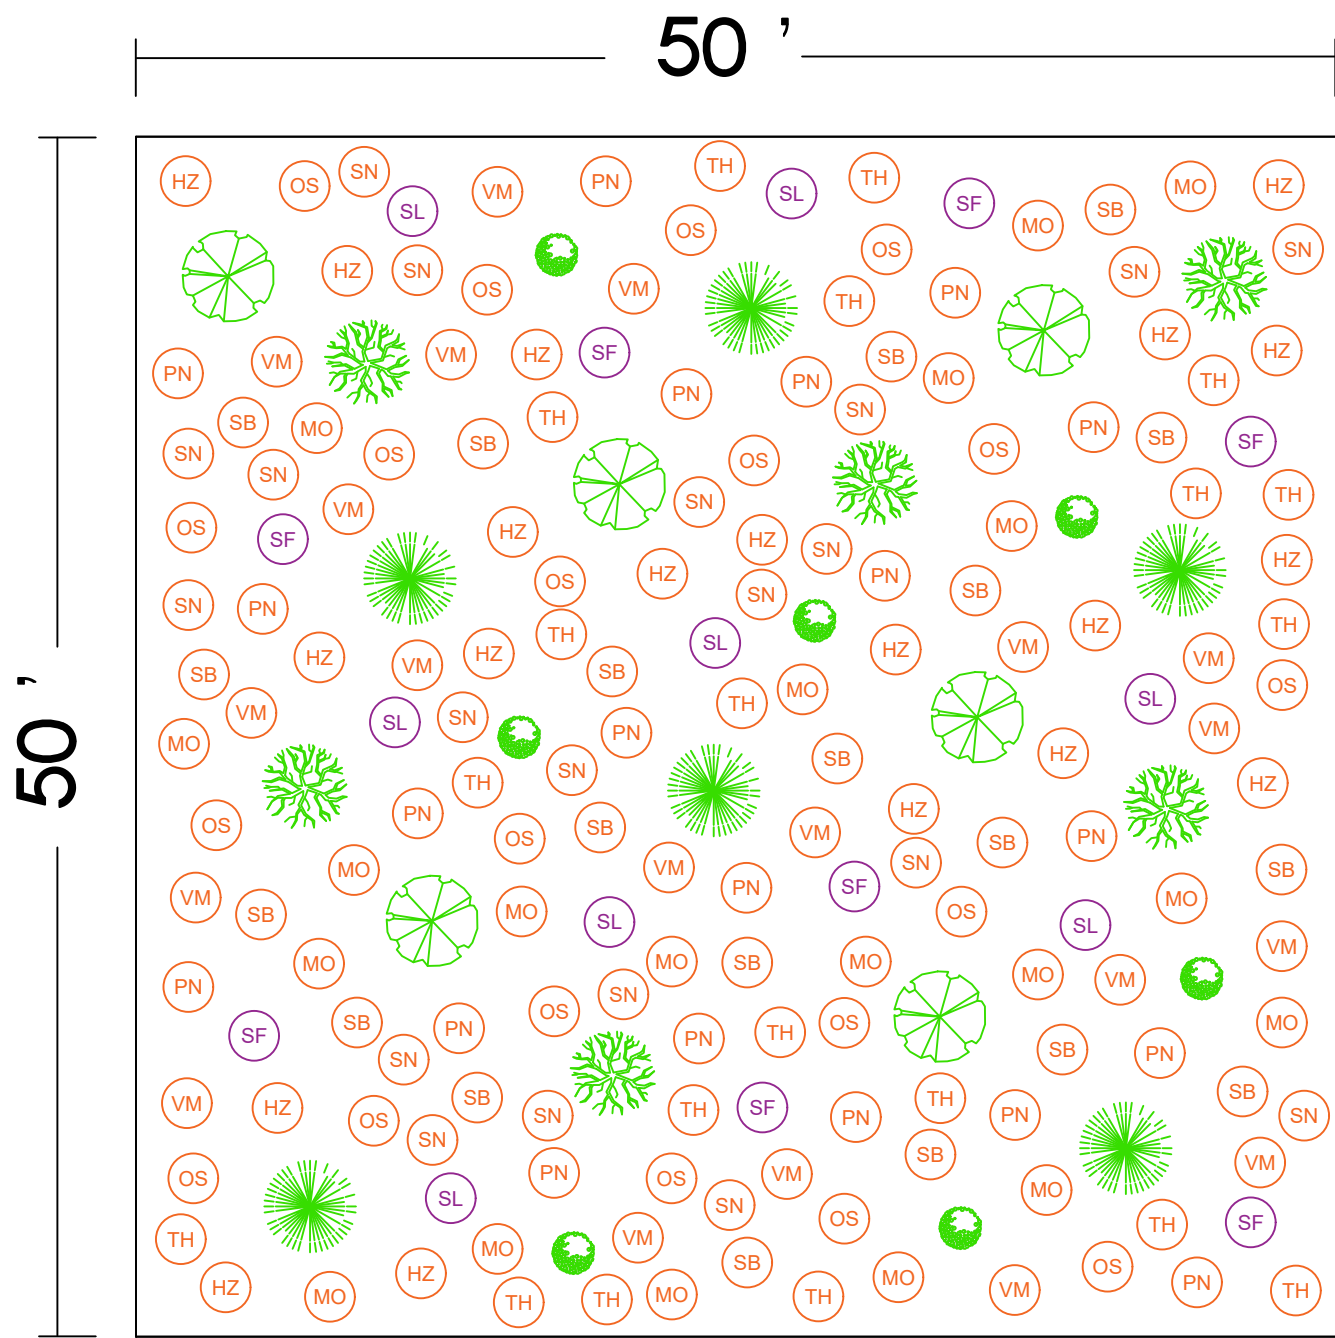 50 '
HZ OS SN SL VM PN TH SL TH SF MO SB MO HZ
HZ SN OS VM OS OS TH PN SN SN
PN VM VM HZ SF PN PN SB MO HZ TH HZ
SB MO TH SN PN SB SF
SN SN OS SB OS OS
OS SF VM HZ SN HZ SN MO TH TH
SN PN OS HZ SN PN SB HZ
HZ VM HZ TH SL HZ VM HZ VM TH
SB VM SL SN SB TH MO SL VM OS
50 '
MO TH SN PN SB HZ HZ
OS PN OS SB VM HZ SB PN
VM SB MO MO SL VM PN SF SN OS SL MO SB
PN MO SN MO SB MO MO VM VM
SF SB SN PN OS PN TH OS SB PN MO
VM HZ OS SN SB SN TH SF PN TH PN SB SN
OS SL PN OS SN VM SB MO VM
TH MO VM OS TH SF
HZ MO HZ TH TH MO SB TH MO VM OS PN TH